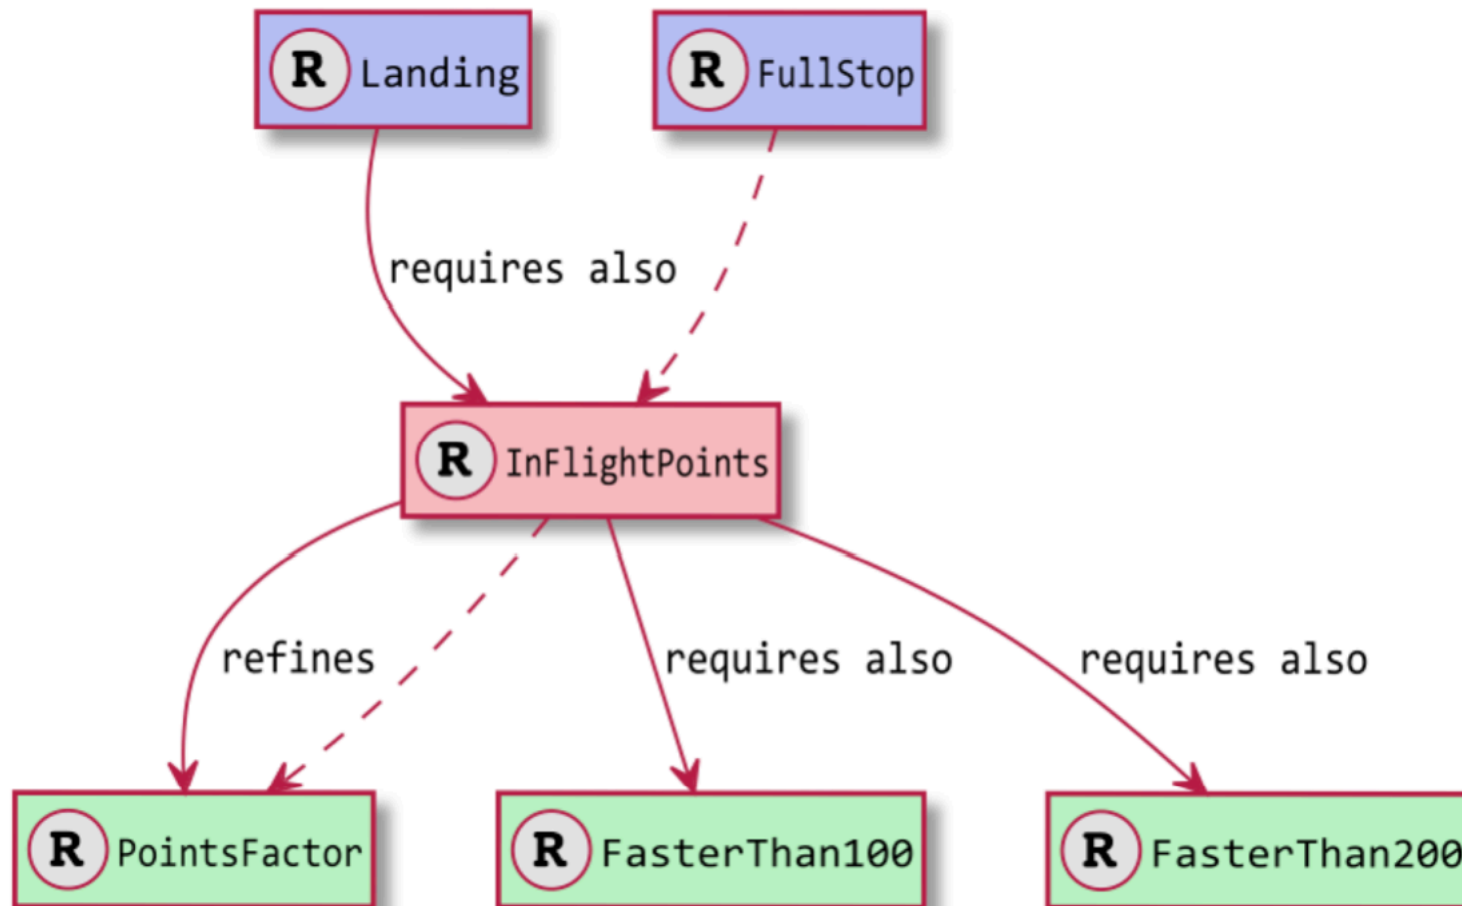 R Landing
R FullStop
requires also
R InFlightPoints
refines
requires also
requires also
R PointsFactor
R FasterThan100
R FasterThan200